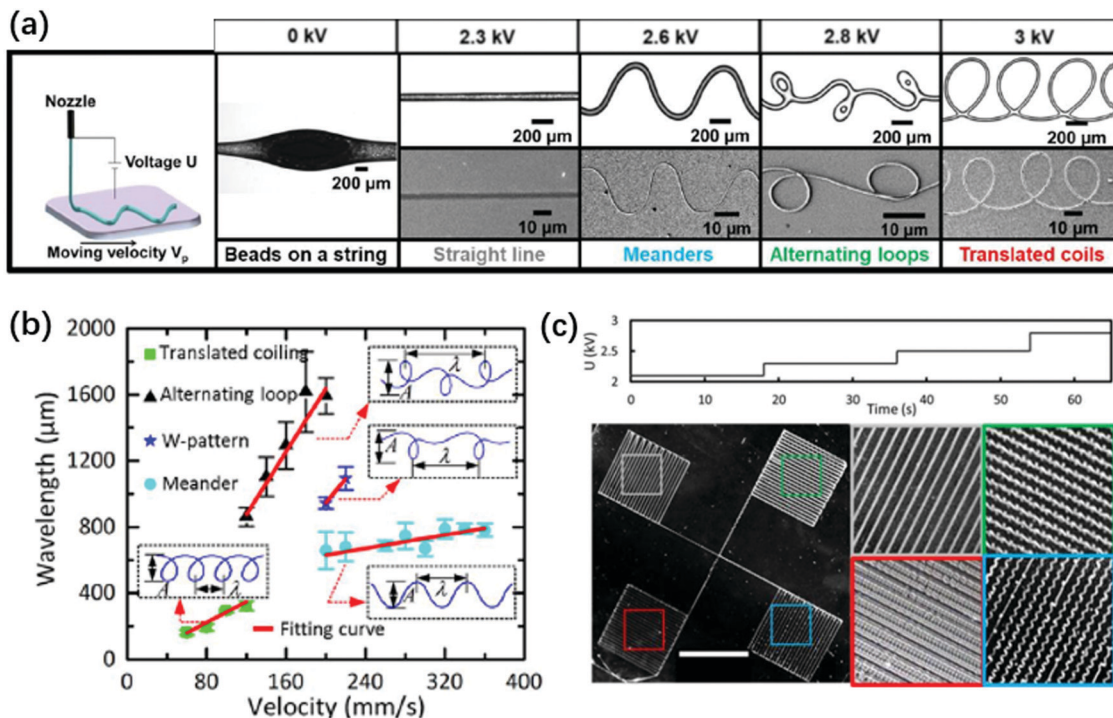 (a)
0 kV 2.3 kV 2.6 kV 2.8 kV 3 kV
Nozzle
Voltage U
Moving velocity Vp
200 μm
200 μm
200 μm
200 μm
200 μm
10 μm
10 μm
10 μm
10 μm
Beads on a string Straight line Meanders Alternating loops Translated coils
(b)
Wavelength (μm)
2000
1600
1200
800
400
0
Translated coiling
Alternating loop
W-pattern
Meander
λ
A
λ
A
λ
A
λ
A
Fitting curve
0 80 160 240 320 400
Velocity (mm/s)
(c)
U (kV)
3
2.5
2
0 10 20 30 40 50 60
Time (s)